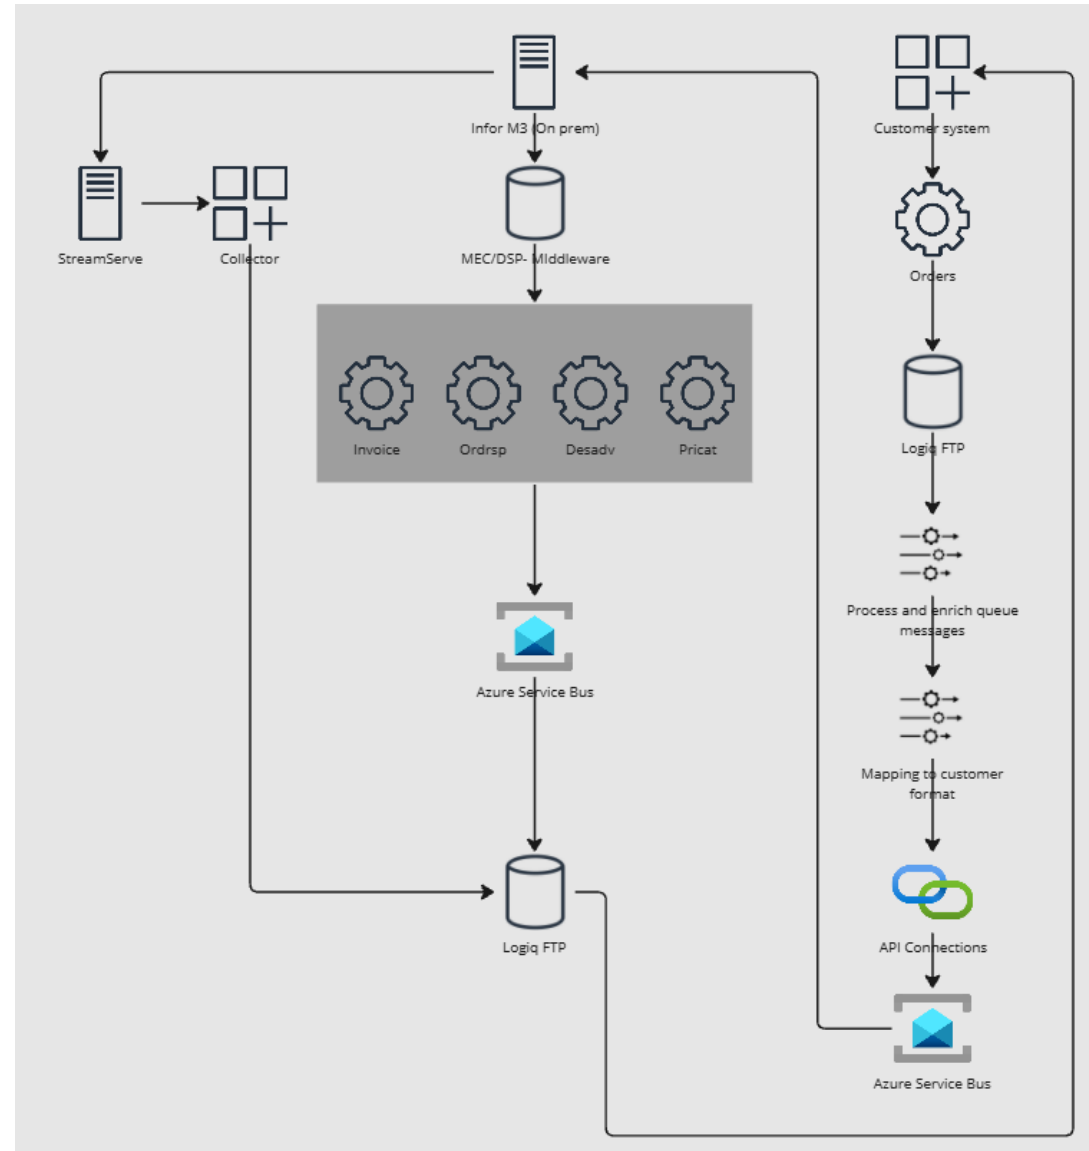 Infor M3 (On prem)
Customer system
StreamServe
Collector
MEC/DSP- MIddleware
Orders
Invoice
Ordrsp
Desadv
Pricat
Logiq FTP
Process and enrich queue
messages
Azure Service Bus
Mapping to customer
format
Logiq FTP
API Connections
Azure Service Bus